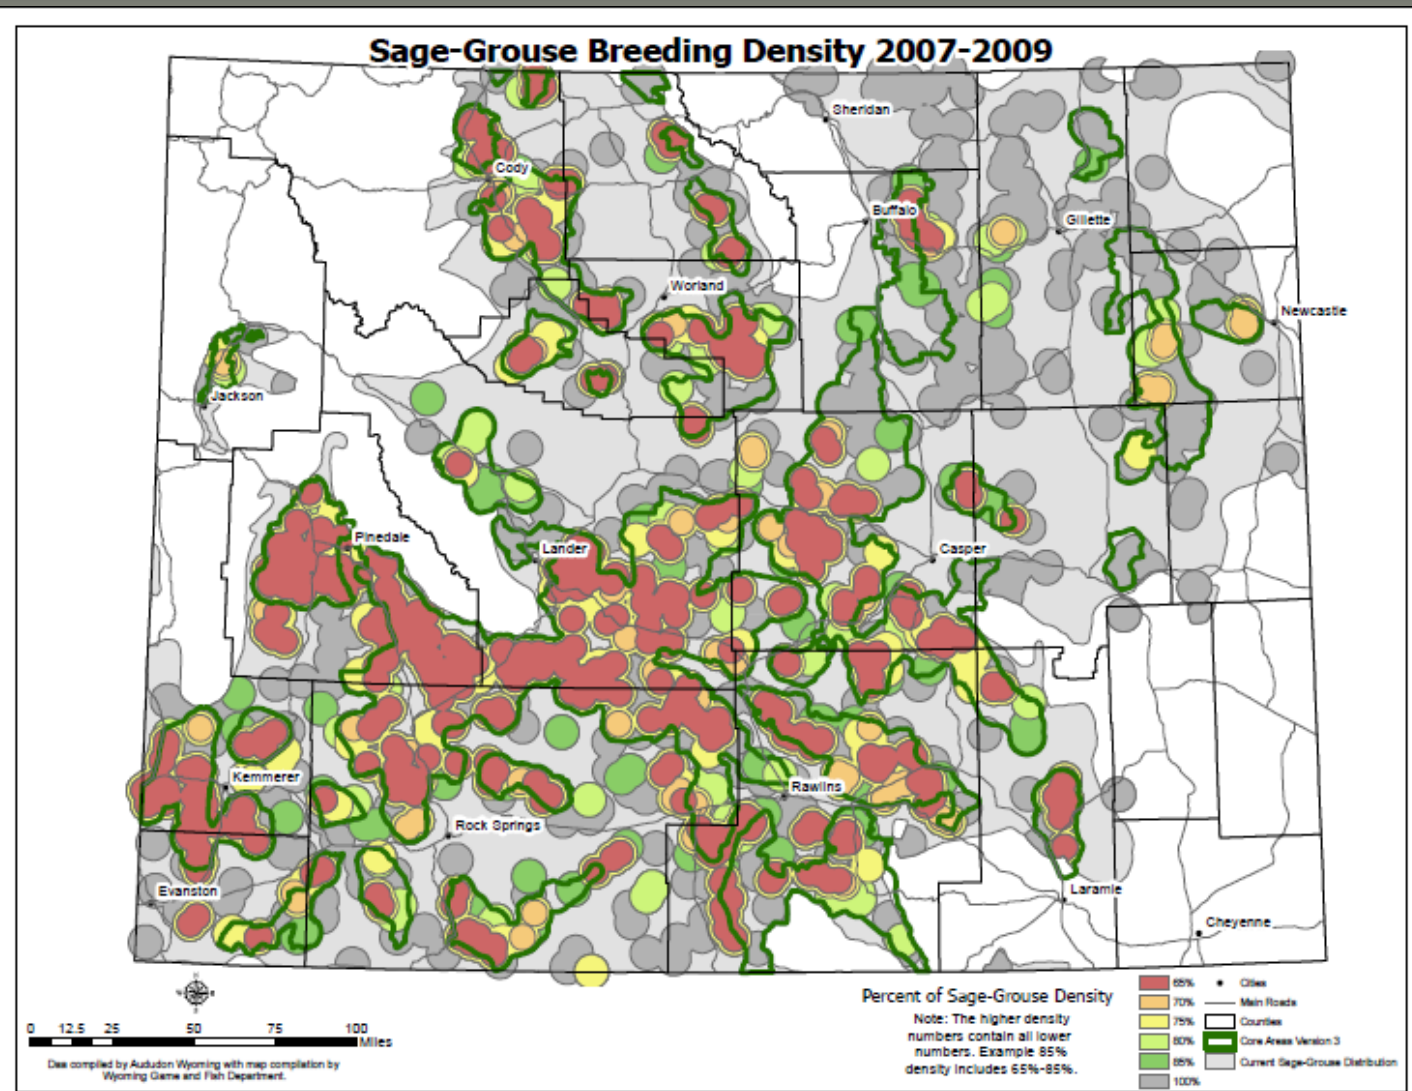 Sage-Grouse Breeding Density 2007-2009
Sheridan
Cody
Buffalo
Gillette
Worland
Newcastle
Jackson
Pinedale
Lander
Casper
Kemmerer
Rawlins
Rock Springs
Evanston
Laramie
Cheyenne
0 12.5 25 50 75 100
Miles
Daa compiled by Aududon Wyoming with map compilation by
Wyoming Game and Fish Department.
Percent of Sage-Grouse Density
Note: The higher density
numbers contain all lower
numbers. Example 85%
density includes 65%-85%.
65%
70%
75%
80%
85%
100%
Cities
Main Roads
Counties
Core Areas Version 3
Current Sage-Grouse Distribution